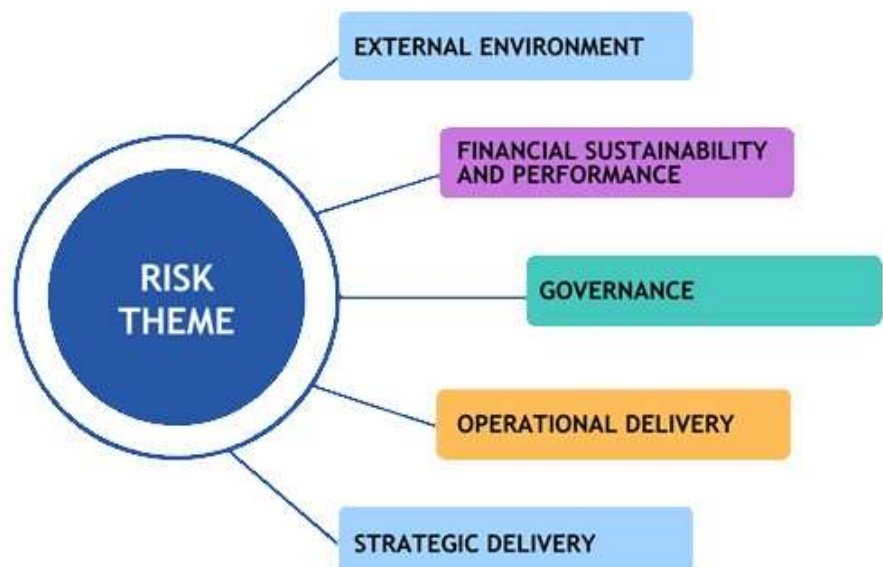 EXTERNAL ENVIRONMENT
FINANCIAL SUSTAINABILITY
AND PERFORMANCE
RISK
THEME
GOVERNANCE
OPERATIONAL DELIVERY
STRATEGIC DELIVERY